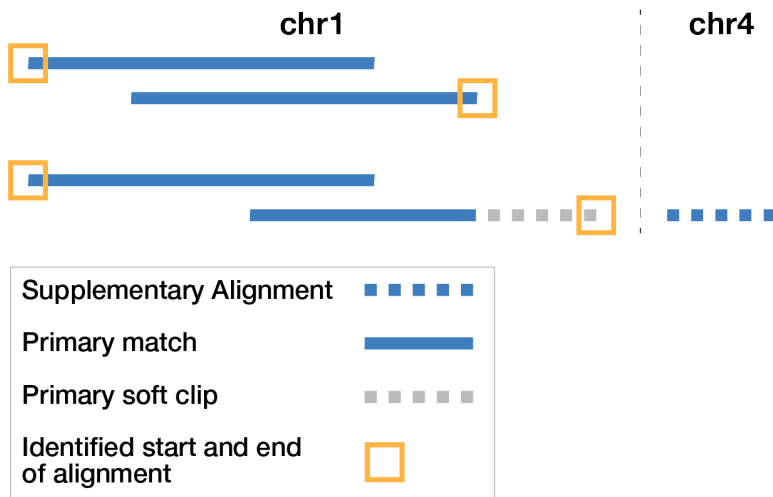 chr1
chr4
Supplementary Alignment
Primary match
Primary soft clip
Identified start and end
of alignment